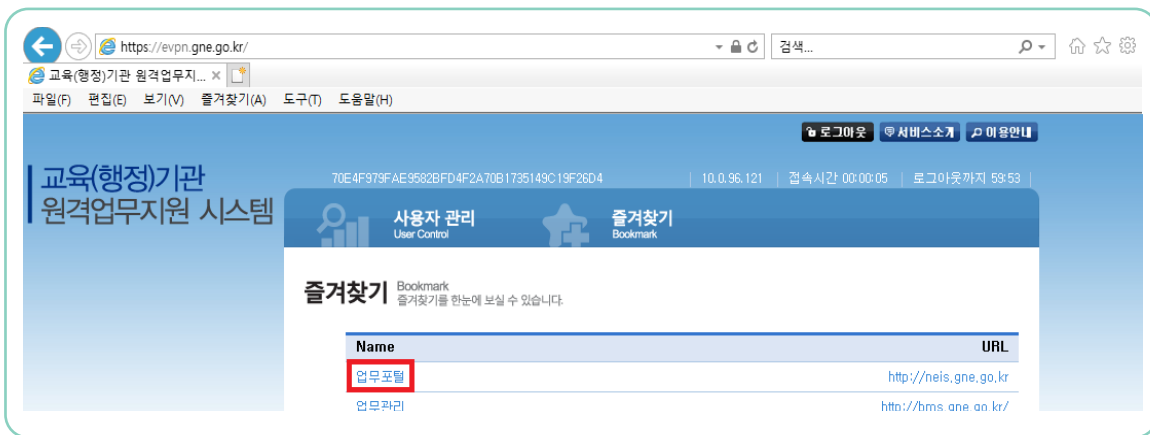 https://evpn.gne.go.kr/
검색...
교육(행정)기관 원격업무지...
파일(F) 편집(E) 보기(V) 즐겨찾기(A) 도구(T) 도움말(H)
로그아웃 서비스소개 이용안내
교육(행정)기관
원격업무지원 시스템
70E4F979FAE9582BFD4F2A70B1735149C19F26D4 | 10.0.96.121 | 접속시간 00:00:05 | 로그아웃까지 59:53 |
사용자 관리
User Control
즐겨찾기
Bookmark
즐겨찾기
Bookmark
즐겨찾기를 한눈에 보실 수 있습니다.
Name URL
업무포털 http://neis.gne.go.kr
업무관리 http://bms.gne.go.kr/